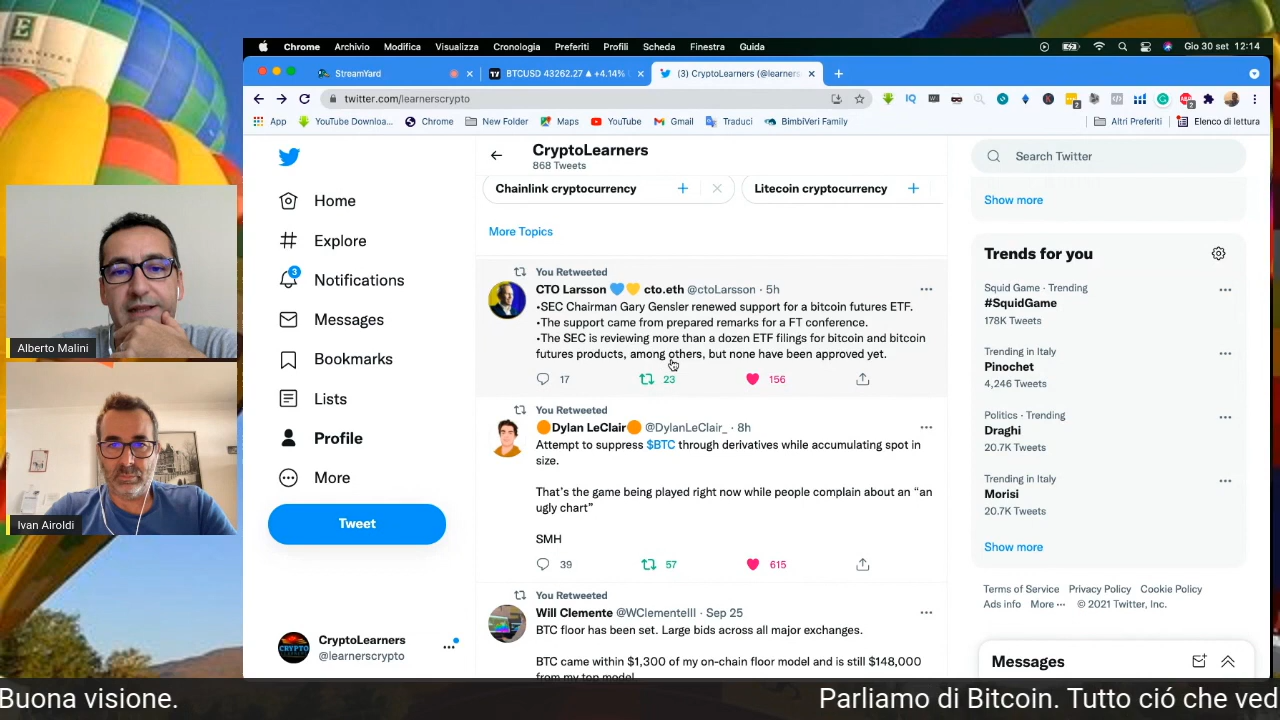 Chrome Archivio Modifica Visualizza Cronologia Preferiti Profili Scheda Finestra Guida
Gio 30 set 12:14
StreamYard
BTCUSD 43262.27 ▲ +4.14%
(3) CryptoLearners (@learners
twitter.com/learnerscrypto
App YouTube Downloa... Chrome New Folder Maps YouTube Gmail Traduci BimbiVeri Family Altri Preferiti Elenco di lettura
CryptoLearners
868 Tweets
Search Twitter
Home
Explore
3
Notifications
Messages
Bookmarks
Lists
Profile
More
Tweet
CryptoLearners
@learnerscrypto
Chainlink cryptocurrency
Litecoin cryptocurrency
More Topics
You Retweeted
CTO Larsson 💙💛 cto.eth @ctoLarsson · 5h
•SEC Chairman Gary Gensler renewed support for a bitcoin futures ETF.
•The support came from prepared remarks for a FT conference.
•The SEC is reviewing more than a dozen ETF filings for bitcoin and bitcoin
futures products, among others, but none have been approved yet.
17 23 156
You Retweeted
🟠Dylan LeClair🟠 @DylanLeClair_ · 8h
Attempt to suppress $BTC through derivatives while accumulating spot in
size.
That's the game being played right now while people complain about an “an
ugly chart”
SMH
39 57 615
You Retweeted
Will Clemente @WClementeIII · Sep 25
BTC floor has been set. Large bids across all major exchanges.
BTC came within $1,300 of my on-chain floor model and is still $148,000
from my top model
Show more
Trends for you
Squid Game · Trending
#SquidGame
178K Tweets
Trending in Italy
Pinochet
4,246 Tweets
Politics · Trending
Draghi
20.7K Tweets
Trending in Italy
Morisi
20.7K Tweets
Show more
Terms of Service Privacy Policy Cookie Policy
Ads info More ··· © 2021 Twitter, Inc.
Messages
Alberto Malini
Ivan Airoldi
Buona visione. Parliamo di Bitcoin. Tutto ció che ved